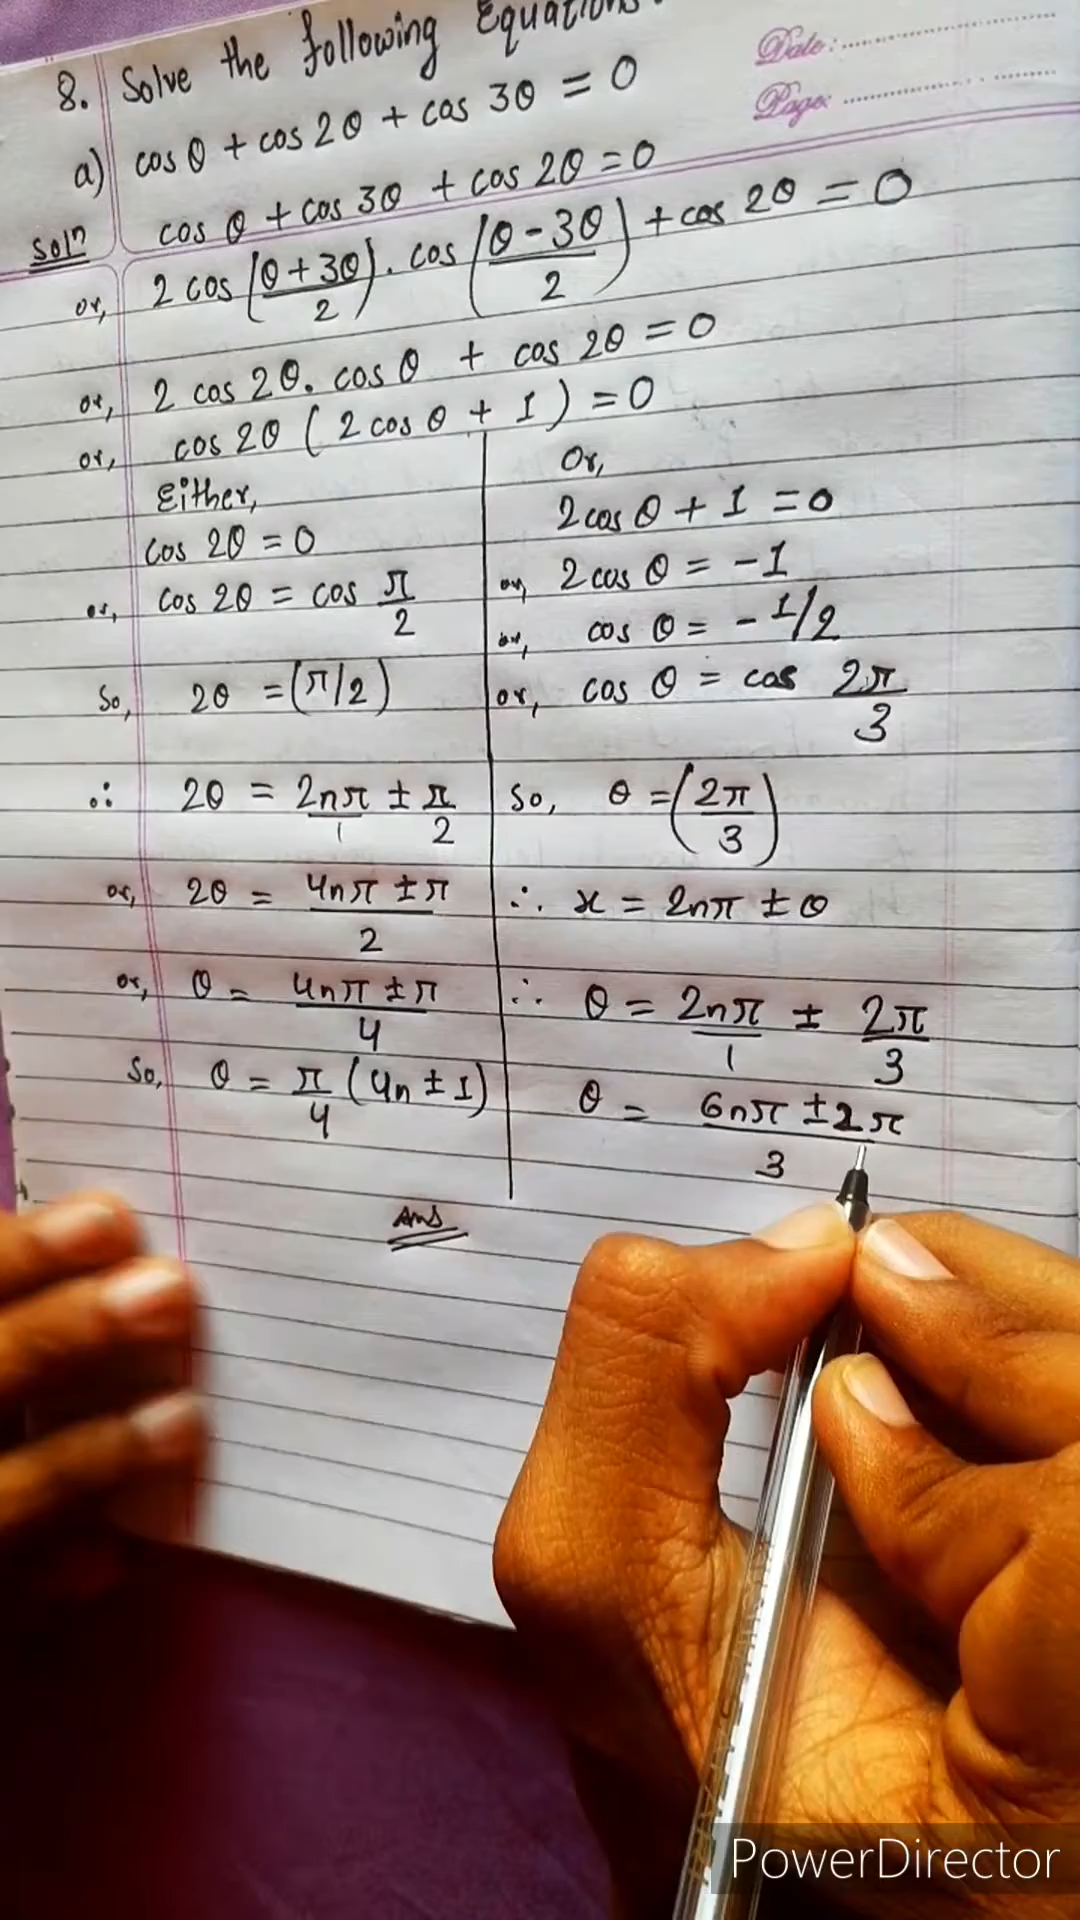 8. Solve the following Equations.
Date:
Page:
a) cos θ + cos 2θ + cos 3θ = 0
Solⁿ cos θ + cos 3θ + cos 2θ = 0
or, 2 cos (θ + 3θ / 2) . cos (θ - 3θ / 2) + cos 2θ = 0
or, 2 cos 2θ. cos θ + cos 2θ = 0
or, cos 2θ ( 2 cos θ + 1 ) = 0
Either,
cos 2θ = 0
or, cos 2θ = cos π/2
So, 2θ = (π/2)
∴ 2θ = 2nπ/1 ± π/2
or, 2θ = 4nπ ± π / 2
or, θ = 4nπ ± π / 4
So, θ = π/4 (4n ± 1)
Or,
2cos θ + 1 = 0
or, 2 cos θ = -1
or, cos θ = - 1/2
or, cos θ = cos 2π/3
So, θ = (2π/3)
∴ x = 2nπ ± θ
∴ θ = 2nπ/1 ± 2π/3
θ = 6nπ ± 2π / 3
Ans
PowerDirector